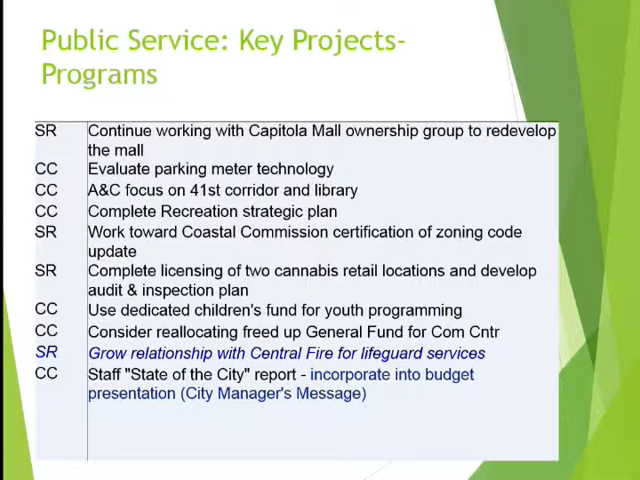 Public Service: Key Projects-
Programs
SR Continue working with Capitola Mall ownership group to redevelop
the mall
CC Evaluate parking meter technology
CC A&C focus on 41st corridor and library
CC Complete Recreation strategic plan
SR Work toward Coastal Commission certification of zoning code
update
SR Complete licensing of two cannabis retail locations and develop
audit & inspection plan
CC Use dedicated children's fund for youth programming
CC Consider reallocating freed up General Fund for Com Cntr
SR Grow relationship with Central Fire for lifeguard services
CC Staff "State of the City" report - incorporate into budget
presentation (City Manager's Message)